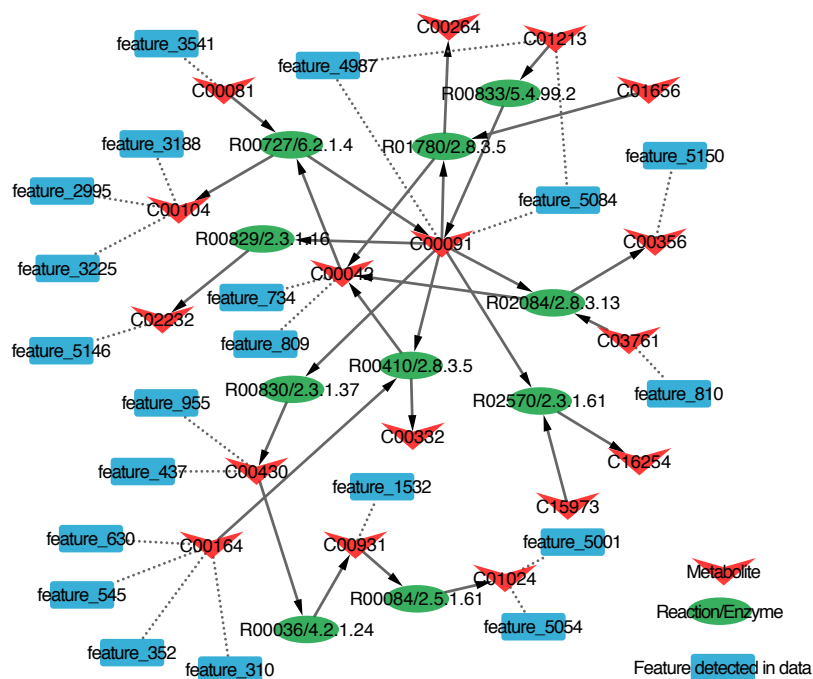 C00264
C01213
feature_3541
feature_4987
C00081
R00833/5.4.99.2
C01656
feature_3188
R00727/6.2.1.4
R01780/2.8.3.5
feature_5150
feature_2995
C00104
feature_5084
R00829/2.3.1.16
C00091
C00356
feature_3225
C00042
feature_734
R02084/2.8.3.13
C02232
C03761
feature_5146
feature_809
R00410/2.8.3.5
feature_955
R00830/2.3.1.37
R02570/2.3.1.61
feature_810
C00332
feature_437
C00430
C16254
feature_1532
C15973
feature_630
C00164
C00931
feature_5001
Metabolite
C01024
feature_545
R00084/2.5.1.61
Reaction/Enzyme
R00036/4.2.1.24
feature_5054
feature_352
feature_310
Feature detected in data